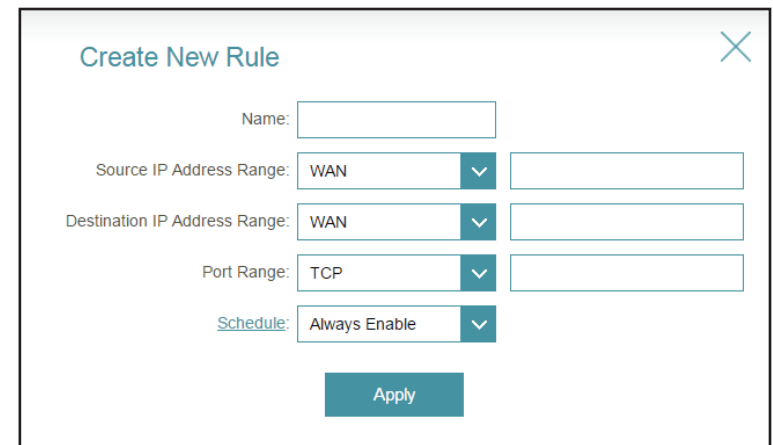 Create New Rule
Name:
Source IP Address Range: WAN
Destination IP Address Range: WAN
Port Range: TCP
Schedule: Always Enable
Apply